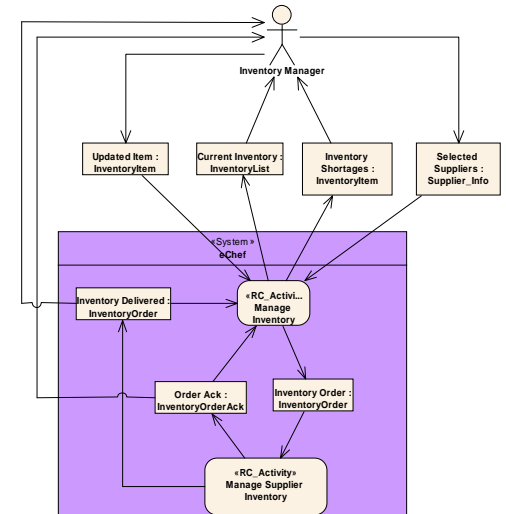 Inventory Manager
Updated Item :
InventoryItem
Current Inventory :
InventoryList
Inventory
Shortages :
InventoryItem
Selected
Suppliers :
Supplier_Info
«System»
eChef
Inventory Delivered :
InventoryOrder
«RC_Activi...
Manage
Inventory
Order Ack :
InventoryOrderAck
Inventory Order :
InventoryOrder
«RC_Activity»
Manage Supplier
Inventory